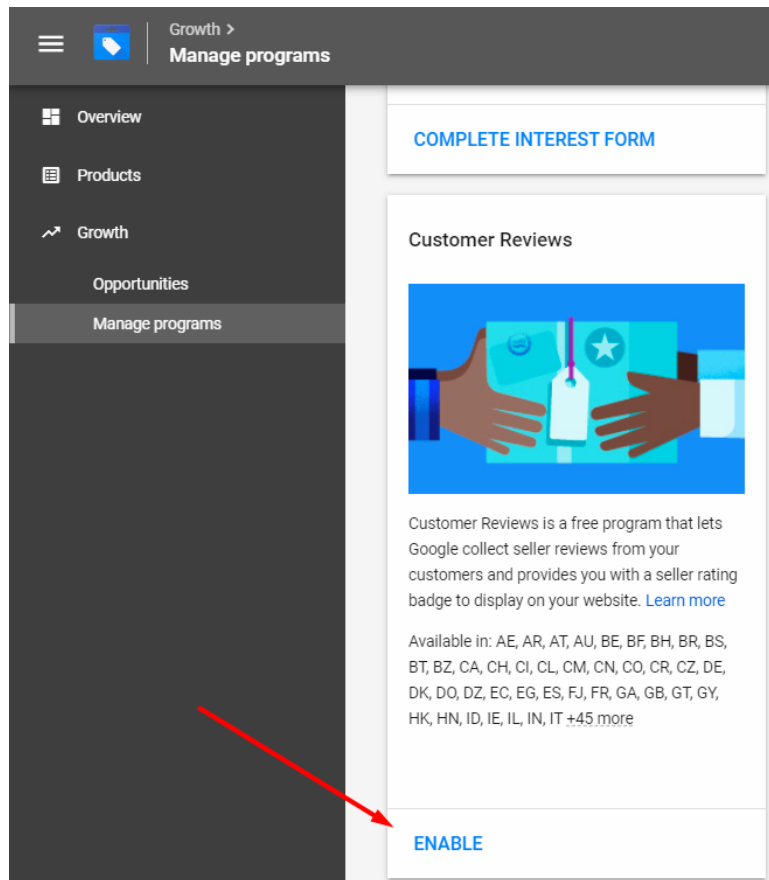 Growth >
Manage programs
Overview
Products
Growth
Opportunities
Manage programs
COMPLETE INTEREST FORM
Customer Reviews
Customer Reviews is a free program that lets
Google collect seller reviews from your
customers and provides you with a seller rating
badge to display on your website. Learn more
Available in: AE, AR, AT, AU, BE, BF, BH, BR, BS,
BT, BZ, CA, CH, CI, CL, CM, CN, CO, CR, CZ, DE,
DK, DO, DZ, EC, EG, ES, FJ, FR, GA, GB, GT, GY,
HK, HN, ID, IE, IL, IN, IT +45 more
ENABLE